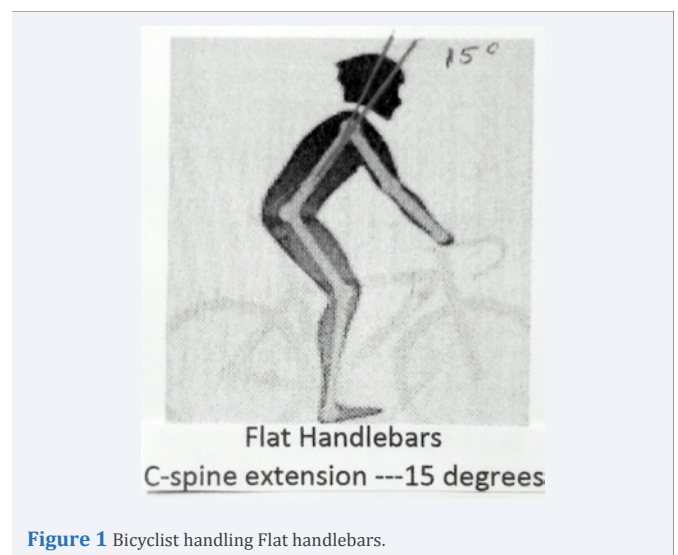 15°
Flat Handlebars
C-spine extension ---15 degrees
Figure 1 Bicyclist handling Flat handlebars.